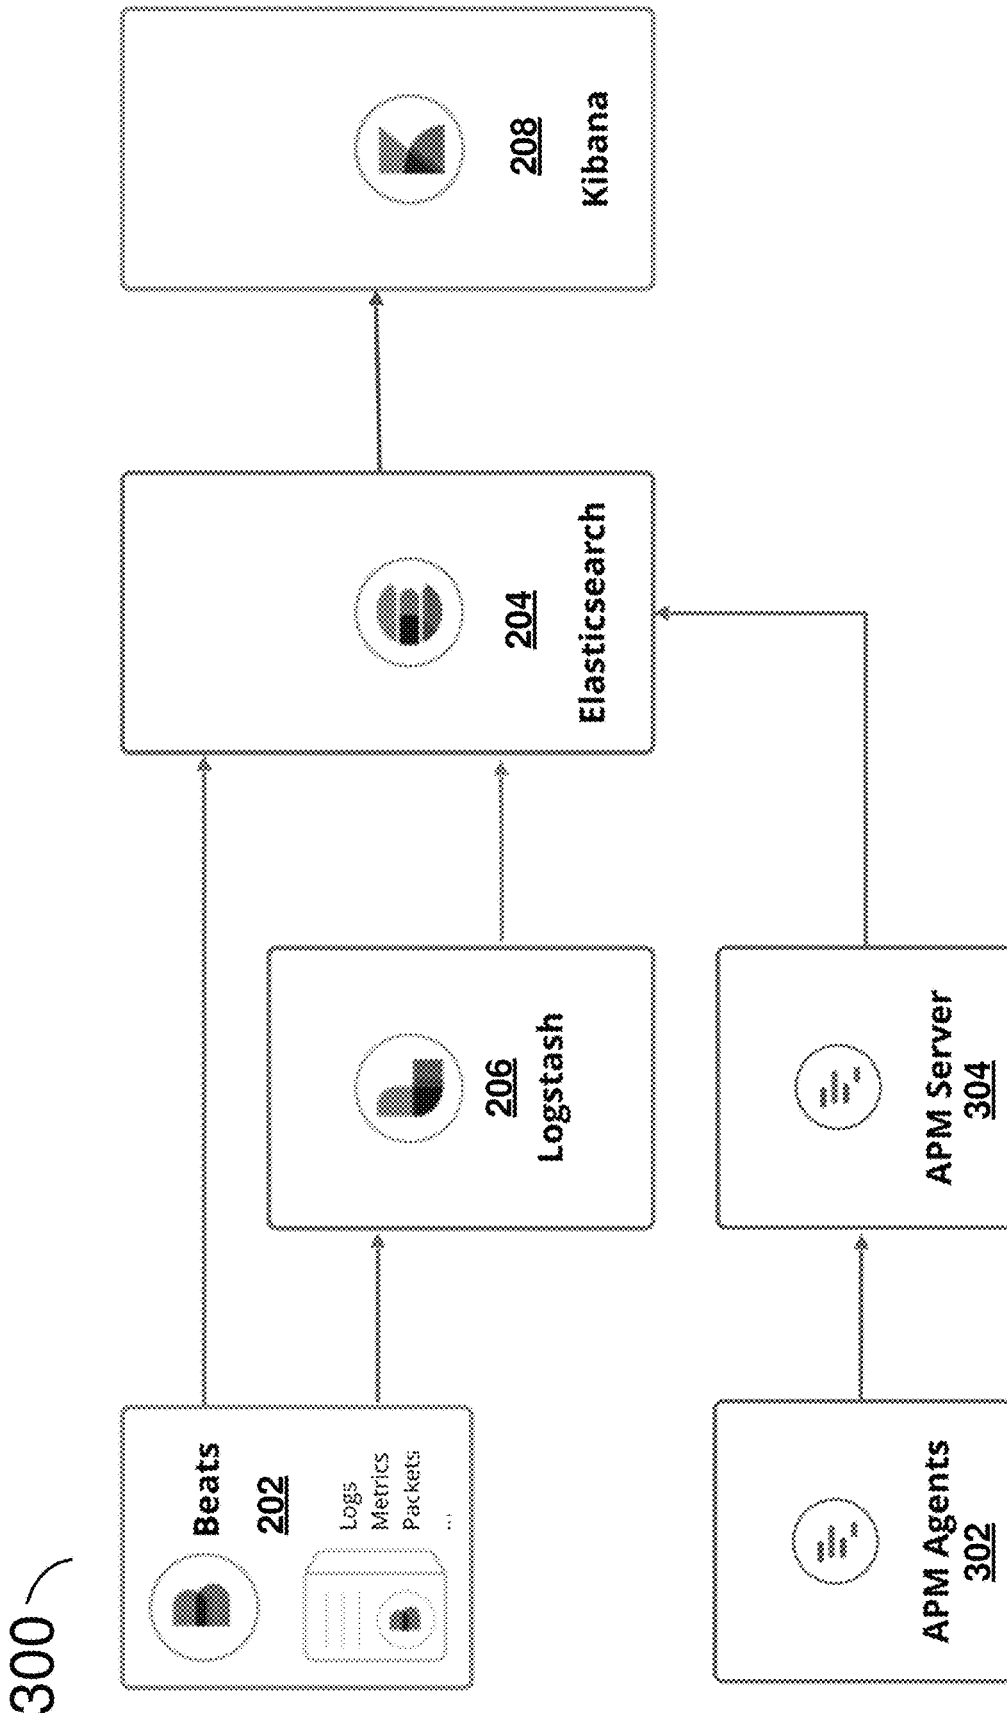 300
Beats
202
Logs
Metrics
Packets
...
206
Logstash
204
Elasticsearch
208
Kibana
APM Agents
302
APM Server
304